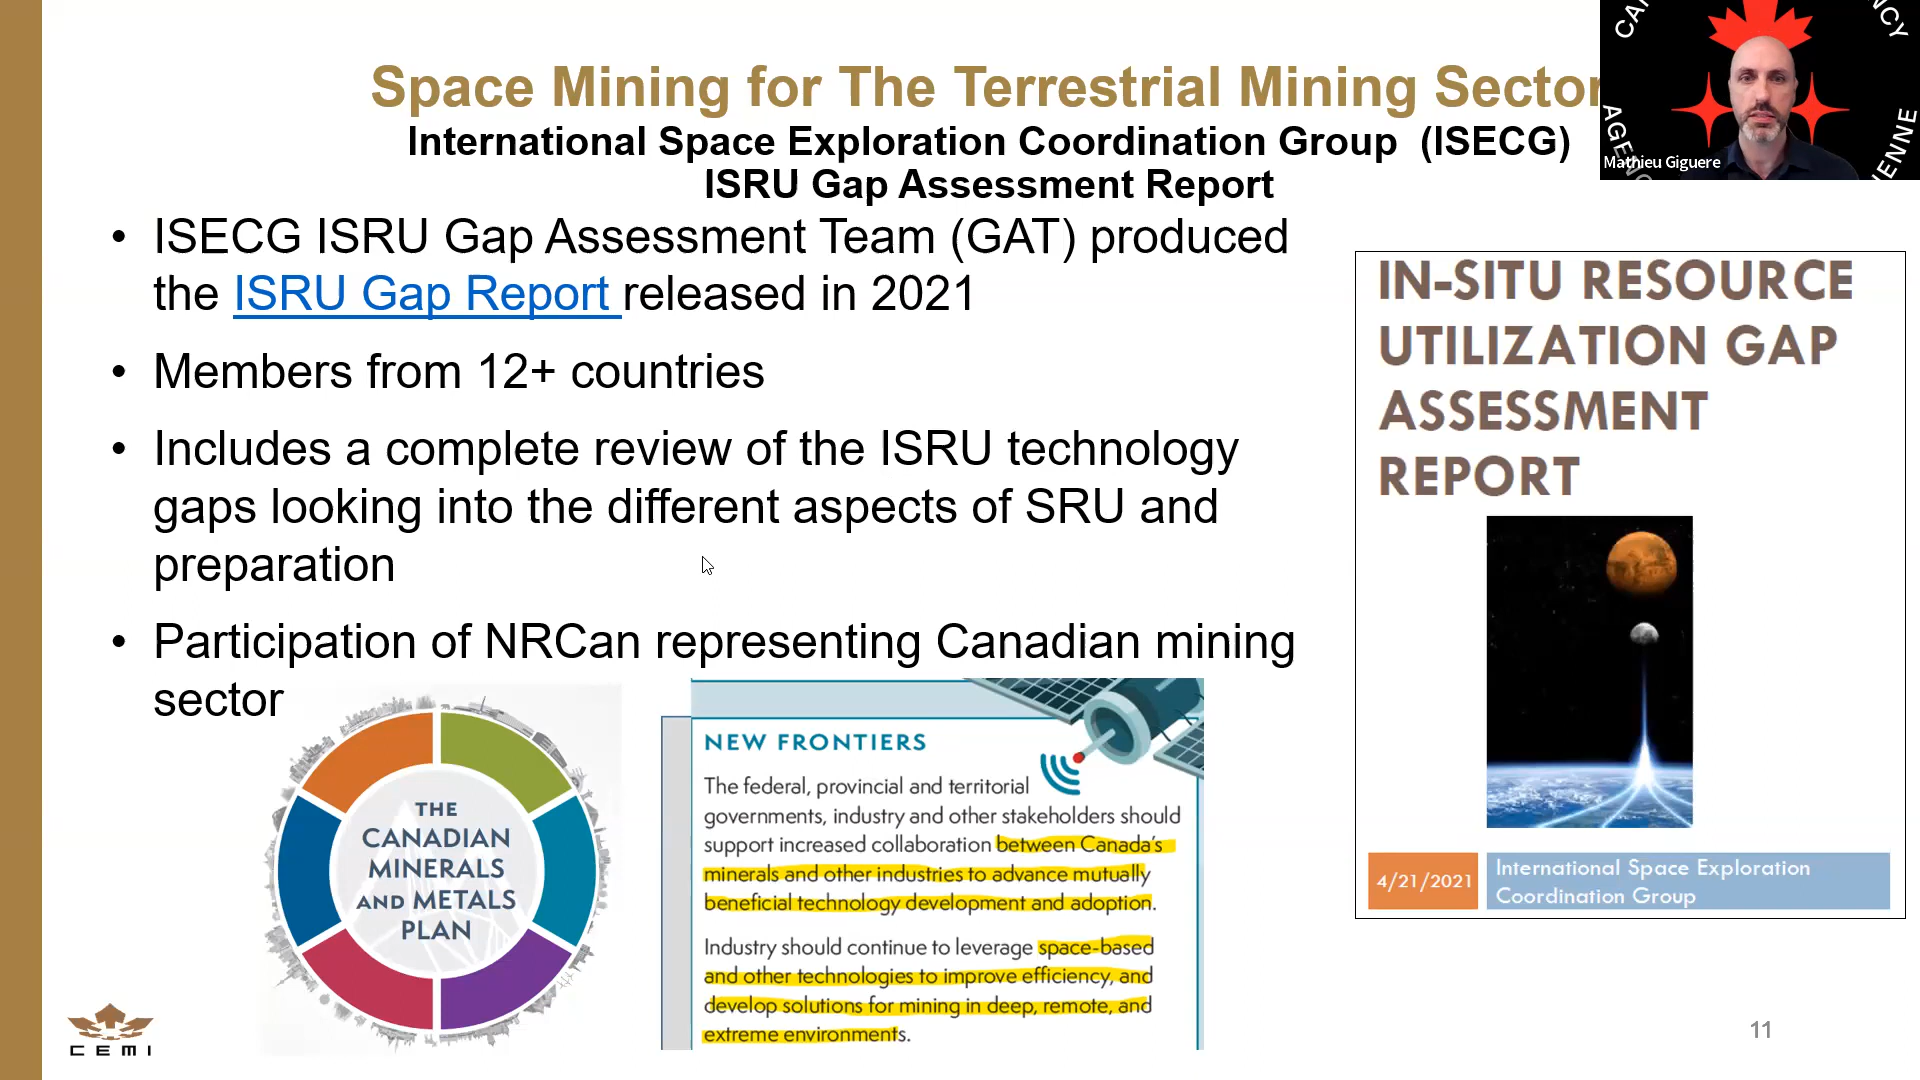 Space Mining for The Terrestrial Mining Sector
International Space Exploration Coordination Group (ISECG)
ISRU Gap Assessment Report
• ISECG ISRU Gap Assessment Team (GAT) produced
the ISRU Gap Report released in 2021
• Members from 12+ countries
• Includes a complete review of the ISRU technology
gaps looking into the different aspects of SRU and
preparation
• Participation of NRCan representing Canadian mining
sector
THE
CANADIAN
MINERALS
AND METALS
PLAN
NEW FRONTIERS
The federal, provincial and territorial
governments, industry and other stakeholders should
support increased collaboration between Canada's
minerals and other industries to advance mutually
beneficial technology development and adoption.
Industry should continue to leverage space-based
and other technologies to improve efficiency, and
develop solutions for mining in deep, remote, and
extreme environments.
IN-SITU RESOURCE
UTILIZATION GAP
ASSESSMENT
REPORT
4/21/2021
International Space Exploration
Coordination Group
Mathieu Giguere
CEMI
11